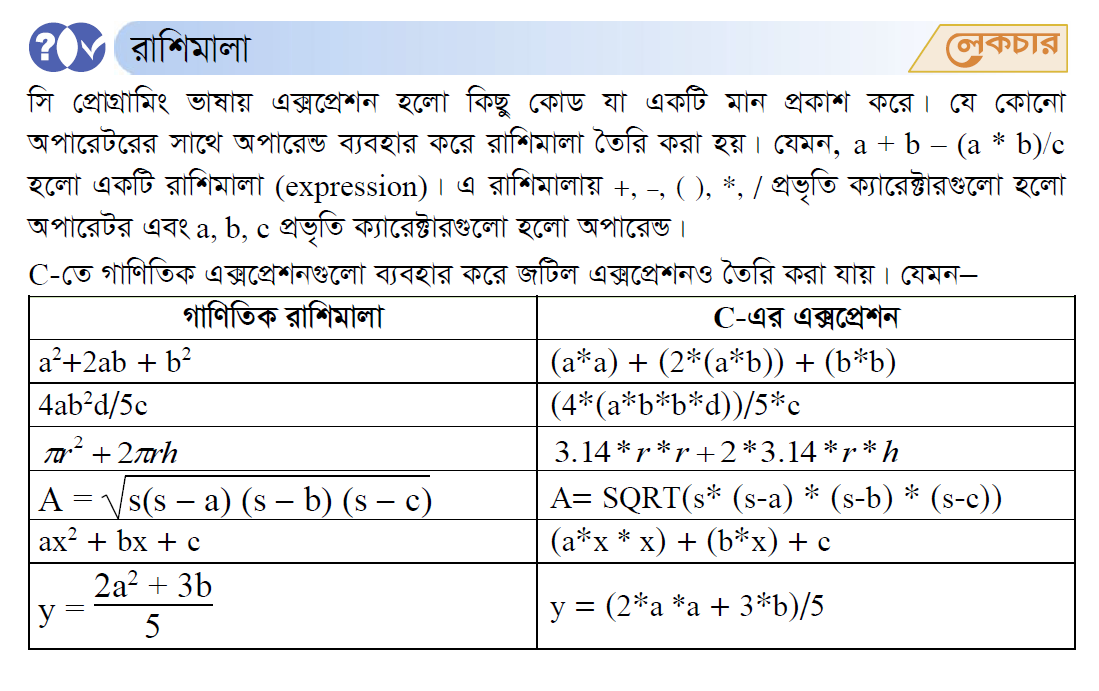 রাশিমালা
লেকচার
সি প্রোগ্রামিং ভাষায় এক্সপ্রেশন হলো কিছু কোড যা একটি মান প্রকাশ করে। যে কোনো
অপারেটরের সাথে অপারেন্ড ব্যবহার করে রাশিমালা তৈরি করা হয়। যেমন, a + b – (a * b)/c
হলো একটি রাশিমালা (expression)। এ রাশিমালায় +, –, ( ), *, / প্রভৃতি ক্যারেক্টারগুলো হলো
অপারেটর এবং a, b, c প্রভৃতি ক্যারেক্টারগুলো হলো অপারেন্ড।
C-তে গাণিতিক এক্সপ্রেশনগুলো ব্যবহার করে জটিল এক্সপ্রেশনও তৈরি করা যায়। যেমন–
গাণিতিক রাশিমালা C-এর এক্সপ্রেশন
a²+2ab + b² (a*a) + (2*(a*b)) + (b*b)
4ab²d/5c (4*(a*b*b*d))/5*c
πr² + 2πrh 3.14*r*r+2*3.14*r*h
A = √s(s – a) (s – b) (s – c) A= SQRT(s* (s-a) * (s-b) * (s-c))
ax² + bx + c (a*x * x) + (b*x) + c
y = 2a² + 3b/5 y = (2*a *a + 3*b)/5